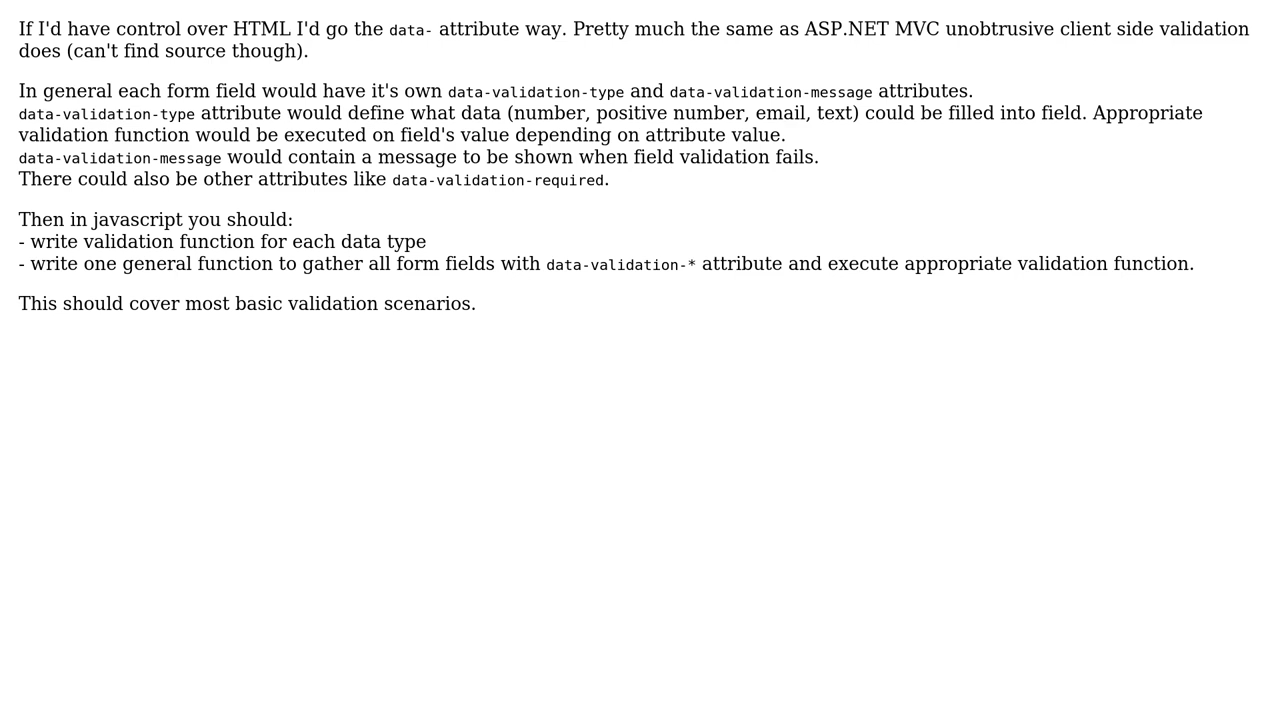 If I'd have control over HTML I'd go the data- attribute way. Pretty much the same as ASP.NET MVC unobtrusive client side validation
does (can't find source though).
In general each form field would have it's own data-validation-type and data-validation-message attributes.
data-validation-type attribute would define what data (number, positive number, email, text) could be filled into field. Appropriate
validation function would be executed on field's value depending on attribute value.
data-validation-message would contain a message to be shown when field validation fails.
There could also be other attributes like data-validation-required.
Then in javascript you should:
- write validation function for each data type
- write one general function to gather all form fields with data-validation-* attribute and execute appropriate validation function.
This should cover most basic validation scenarios.